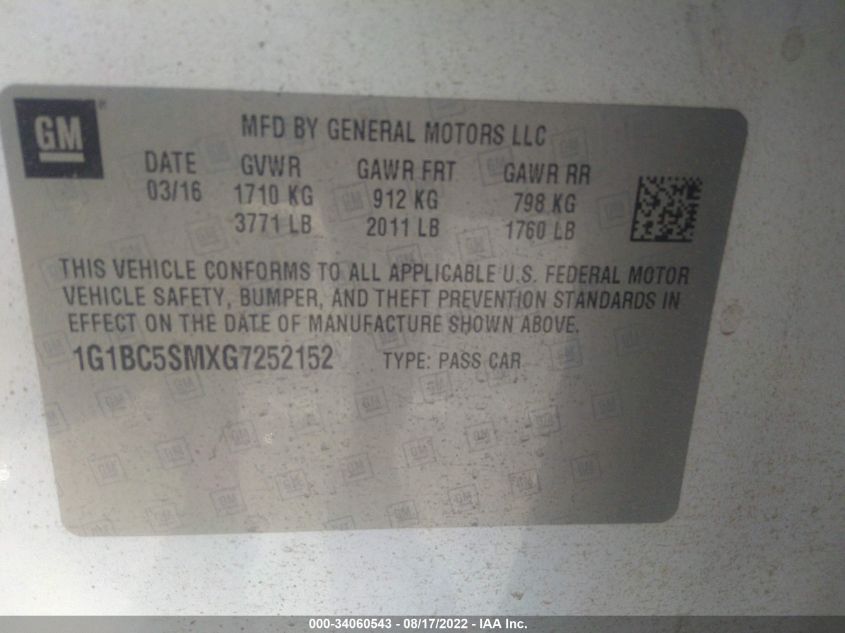 GM ®
MFD BY GENERAL MOTORS LLC
DATE GVWR GAWR FRT GAWR RR
03/16 1710 KG 912 KG 798 KG
3771 LB 2011 LB 1760 LB
THIS VEHICLE CONFORMS TO ALL APPLICABLE U.S. FEDERAL MOTOR
VEHICLE SAFETY, BUMPER, AND THEFT PREVENTION STANDARDS IN
EFFECT ON THE DATE OF MANUFACTURE SHOWN ABOVE.
1G1BC5SMXG7252152 TYPE: PASS CAR
000-34060543 - 08/17/2022 - IAA Inc.